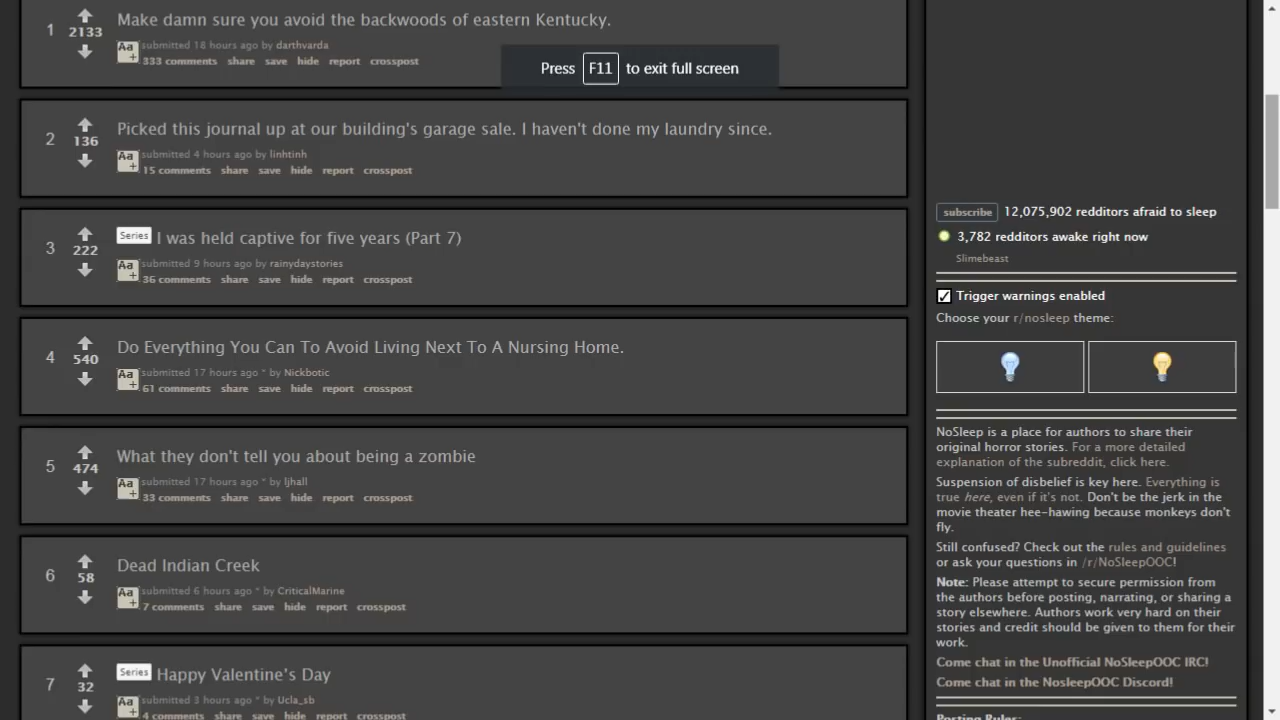 1
2133
Make damn sure you avoid the backwoods of eastern Kentucky.
Aa+
submitted 18 hours ago by darthvarda
333 comments share save hide report crosspost
Press F11 to exit full screen
2
136
Picked this journal up at our building's garage sale. I haven't done my laundry since.
Aa+
submitted 4 hours ago by linhtinh
15 comments share save hide report crosspost
3
222
Series I was held captive for five years (Part 7)
Aa+
submitted 9 hours ago by rainydaystories
36 comments share save hide report crosspost
4
540
Do Everything You Can To Avoid Living Next To A Nursing Home.
Aa+
submitted 17 hours ago * by Nickbotic
61 comments share save hide report crosspost
5
474
What they don't tell you about being a zombie
Aa+
submitted 17 hours ago * by ljhall
33 comments share save hide report crosspost
6
58
Dead Indian Creek
Aa+
submitted 6 hours ago * by CriticalMarine
7 comments share save hide report crosspost
7
32
Series Happy Valentine's Day
Aa+
submitted 3 hours ago * by Ucla_sb
4 comments share save hide report crosspost
subscribe 12,075,902 redditors afraid to sleep
3,782 redditors awake right now
Slimebeast
Trigger warnings enabled
Choose your r/nosleep theme:
NoSleep is a place for authors to share their
original horror stories. For a more detailed
explanation of the subreddit, click here.
Suspension of disbelief is key here. Everything is
true here, even if it's not. Don't be the jerk in the
movie theater hee-hawing because monkeys don't
fly.
Still confused? Check out the rules and guidelines
or ask your questions in /r/NoSleepOOC!
Note: Please attempt to secure permission from
the authors before posting, narrating, or sharing a
story elsewhere. Authors work very hard on their
stories and credit should be given to them for their
work.
Come chat in the Unofficial NoSleepOOC IRC!
Come chat in the NosleepOOC Discord!
Posting Rules: